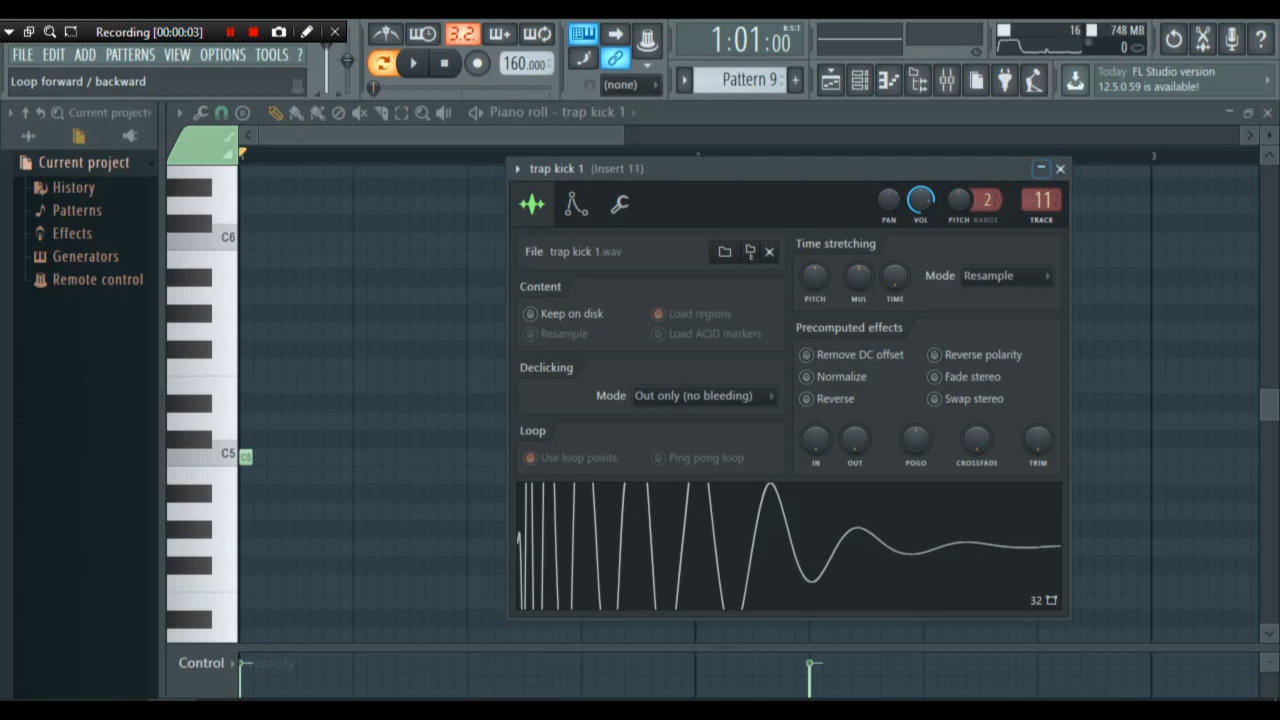 Recording [00:00:03]
FILE EDIT ADD PATTERNS VIEW OPTIONS TOOLS ?
Loop forward / backward
3.2.
160.000
(none)
1:01:00
B:S:T
Pattern 9
16
748 MB
0
Today FL Studio version
12.5.0.59 is available!
Current project
Piano roll - trap kick 1
Current project
History
Patterns
Effects
Generators
Remote control
C6
C5
C5
3
trap kick 1 (Insert 11)
2
11
PAN
VOL
PITCH RANGE
TRACK
File trap kick 1.wav
Content
Keep on disk
Load regions
Resample
Load ACID markers
Declicking
Mode Out only (no bleeding)
Loop
Use loop points
Ping pong loop
Time stretching
PITCH
MUL
TIME
Mode Resample
Precomputed effects
Remove DC offset
Reverse polarity
Normalize
Fade stereo
Reverse
Swap stereo
IN
OUT
POGO
CROSSFADE
TRIM
32
Control
Velocity